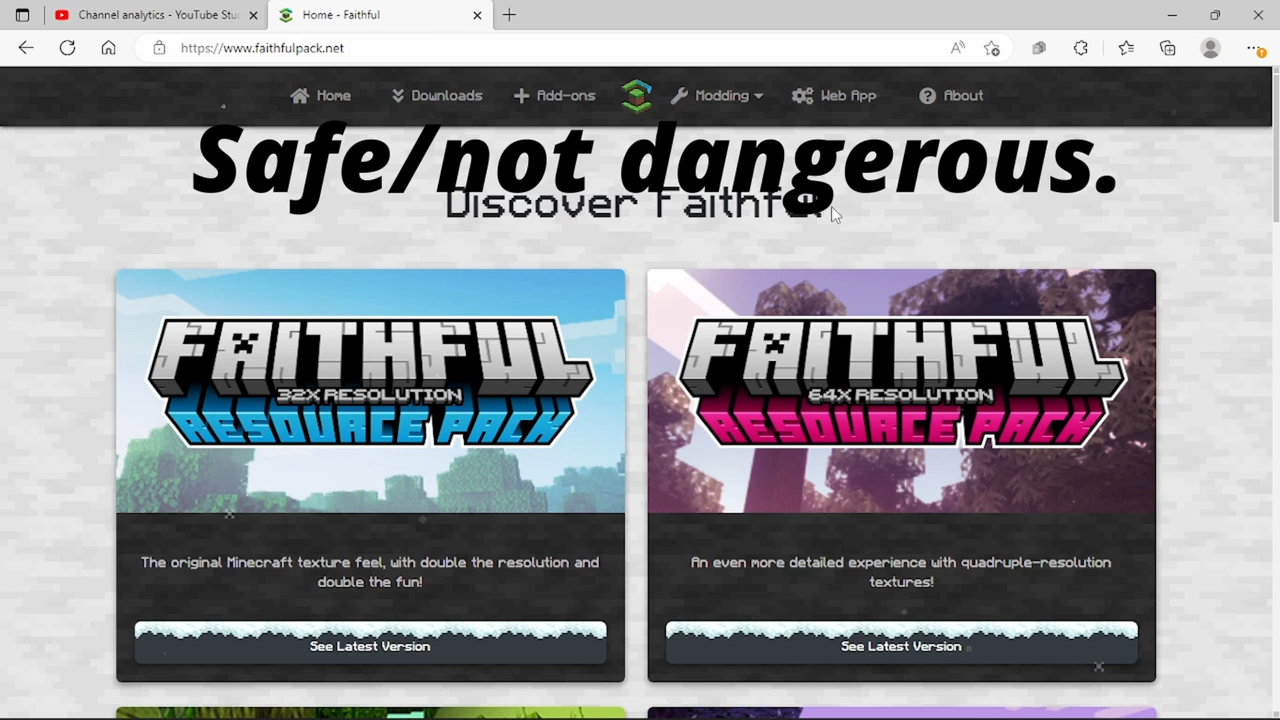 Channel analytics - YouTube Stu
Home - Faithful
https://www.faithfulpack.net
Home
Downloads
Add-ons
Modding
Web App
About
Safe/not dangerous.
Discover Faithful
FAITHFUL
32X RESOLUTION
RESOURCE PACK
FAITHFUL
64X RESOLUTION
RESOURCE PACK
The original Minecraft texture feel, with double the resolution and
double the fun!
An even more detailed experience with quadruple-resolution
textures!
See Latest Version
See Latest Version